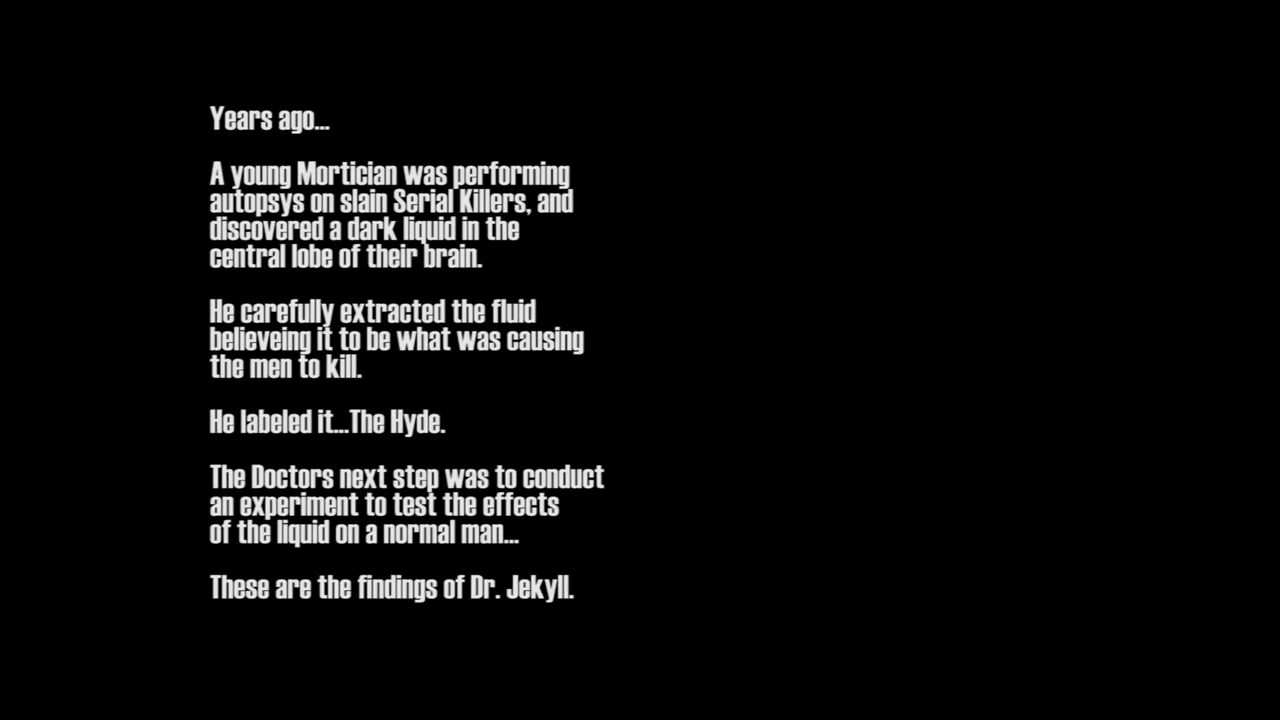 Years ago...
A young Mortician was performing
autopsys on slain Serial Killers, and
discovered a dark liquid in the
central lobe of their brain.
He carefully extracted the fluid
believeing it to be what was causing
the men to kill.
He labeled it...The Hyde.
The Doctors next step was to conduct
an experiment to test the effects
of the liquid on a normal man...
These are the findings of Dr. Jekyll.